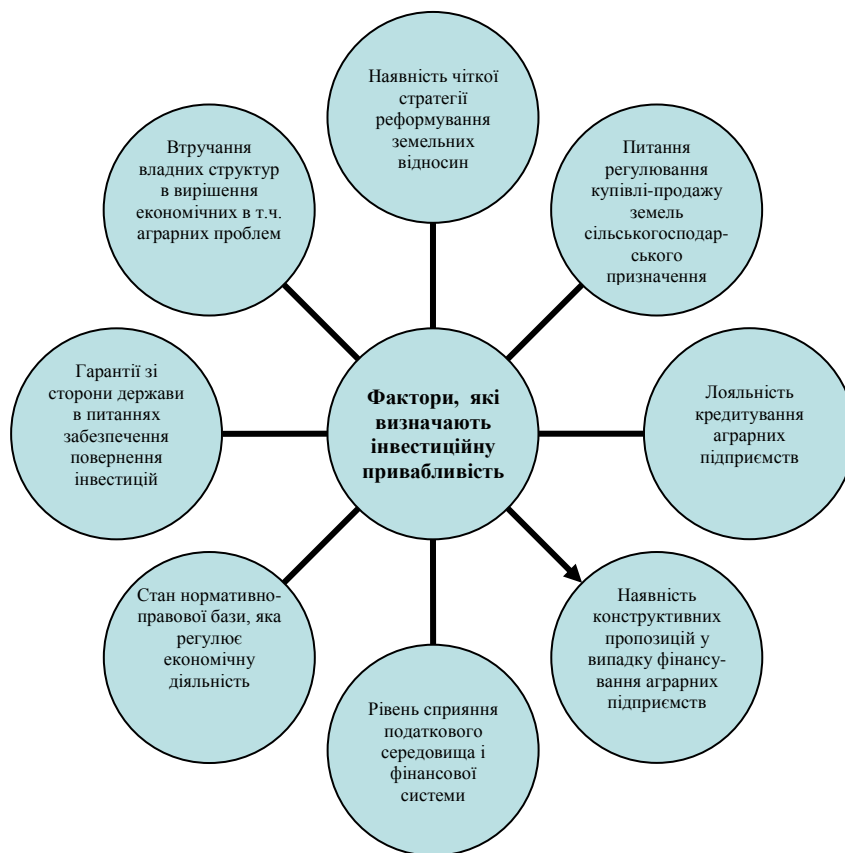 Наявність чіткої
стратегії
реформування
земельних
відносин
Питання
регулювання
купівлі-продажу
земель
сільськогосподар-
ського
призначення
Лояльність
кредитування
аграрних
підприємств
Наявність
конструктивних
пропозицій у
випадку фінансу-
вання аграрних
підприємств
Рівень сприяння
податкового
середовища і
фінансової
системи
Стан нормативно-
правової бази, яка
регулює
економічну
діяльність
Гарантії зі
сторони держави
в питаннях
забезпечення
повернення
інвестицій
Втручання
владних структур
в вирішення
економічних в т.ч.
аграрних проблем
Фактори, які
визначають
інвестиційну
привабливість